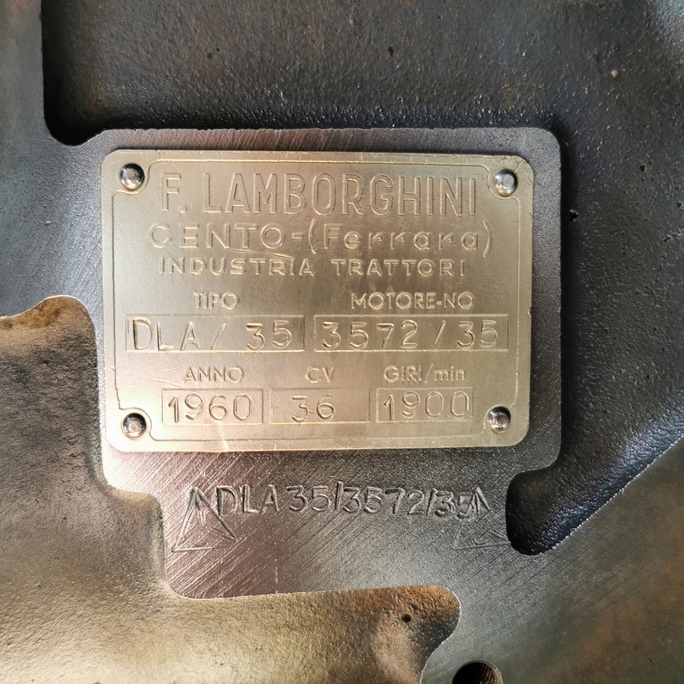 F. LAMBORGHINI
CENTO-(Ferrara)
INDUSTRIA TRATTORI
TIPO MOTORE-NO
DLA/35 3572/35
ANNO CV GIRI/min
1960 36 1900
DLA35/3572/35